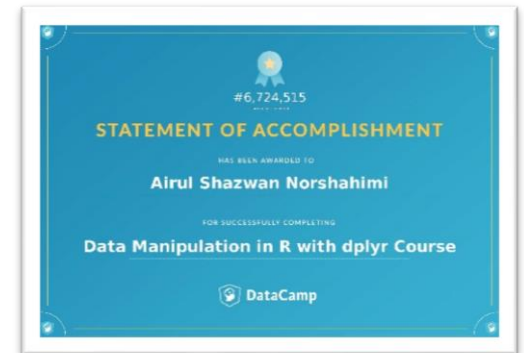 #6,724,515
STATEMENT OF ACCOMPLISHMENT
HAS BEEN AWARDED TO
Airul Shazwan Norshahimi
FOR SUCCESSFULLY COMPLETING
Data Manipulation in R with dplyr Course
DataCamp